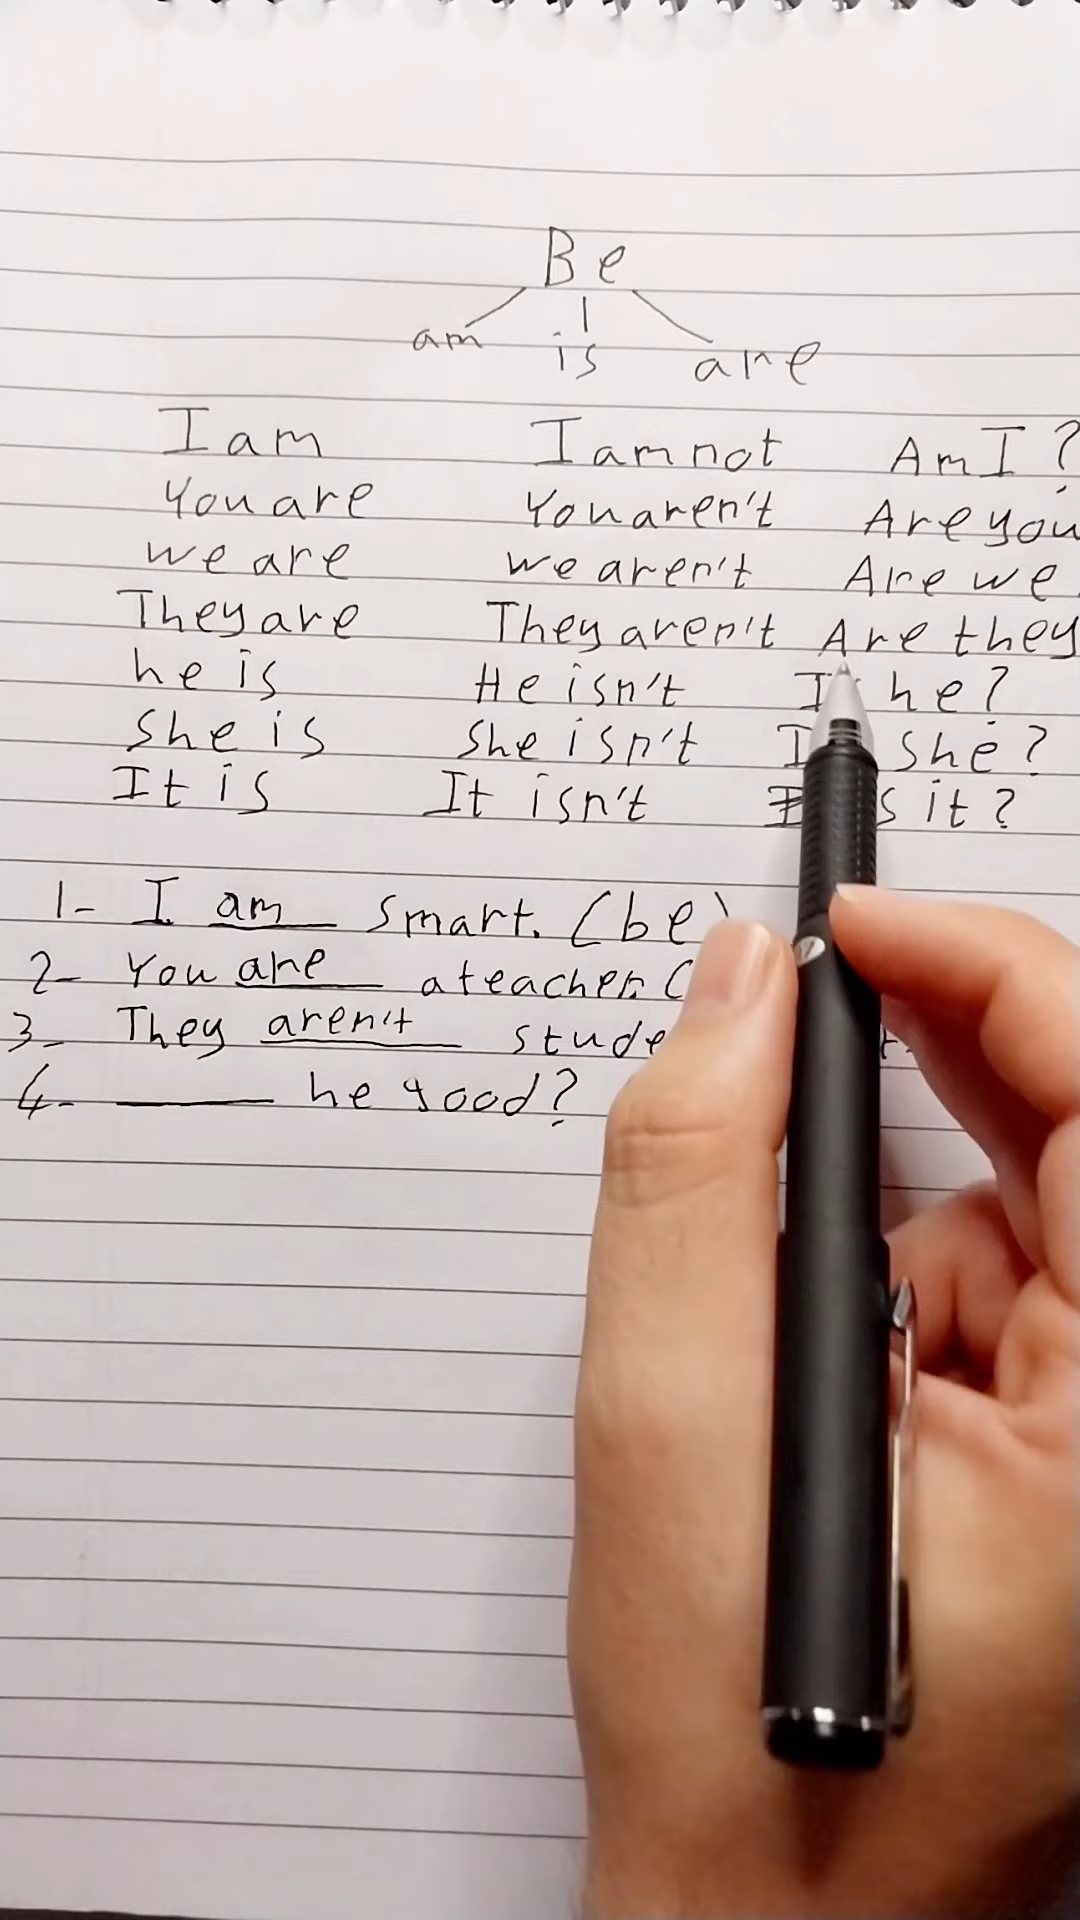 Be
am is are
I am I am not Am I?
You are You aren't Are you
we are we aren't Are we
They are They aren't Are they
he is He isn't he?
She is She isn't she?
It is It isn't s it?
1- I am smart. (be)
2- You are a teacher. (
3- They aren't
4- he good?